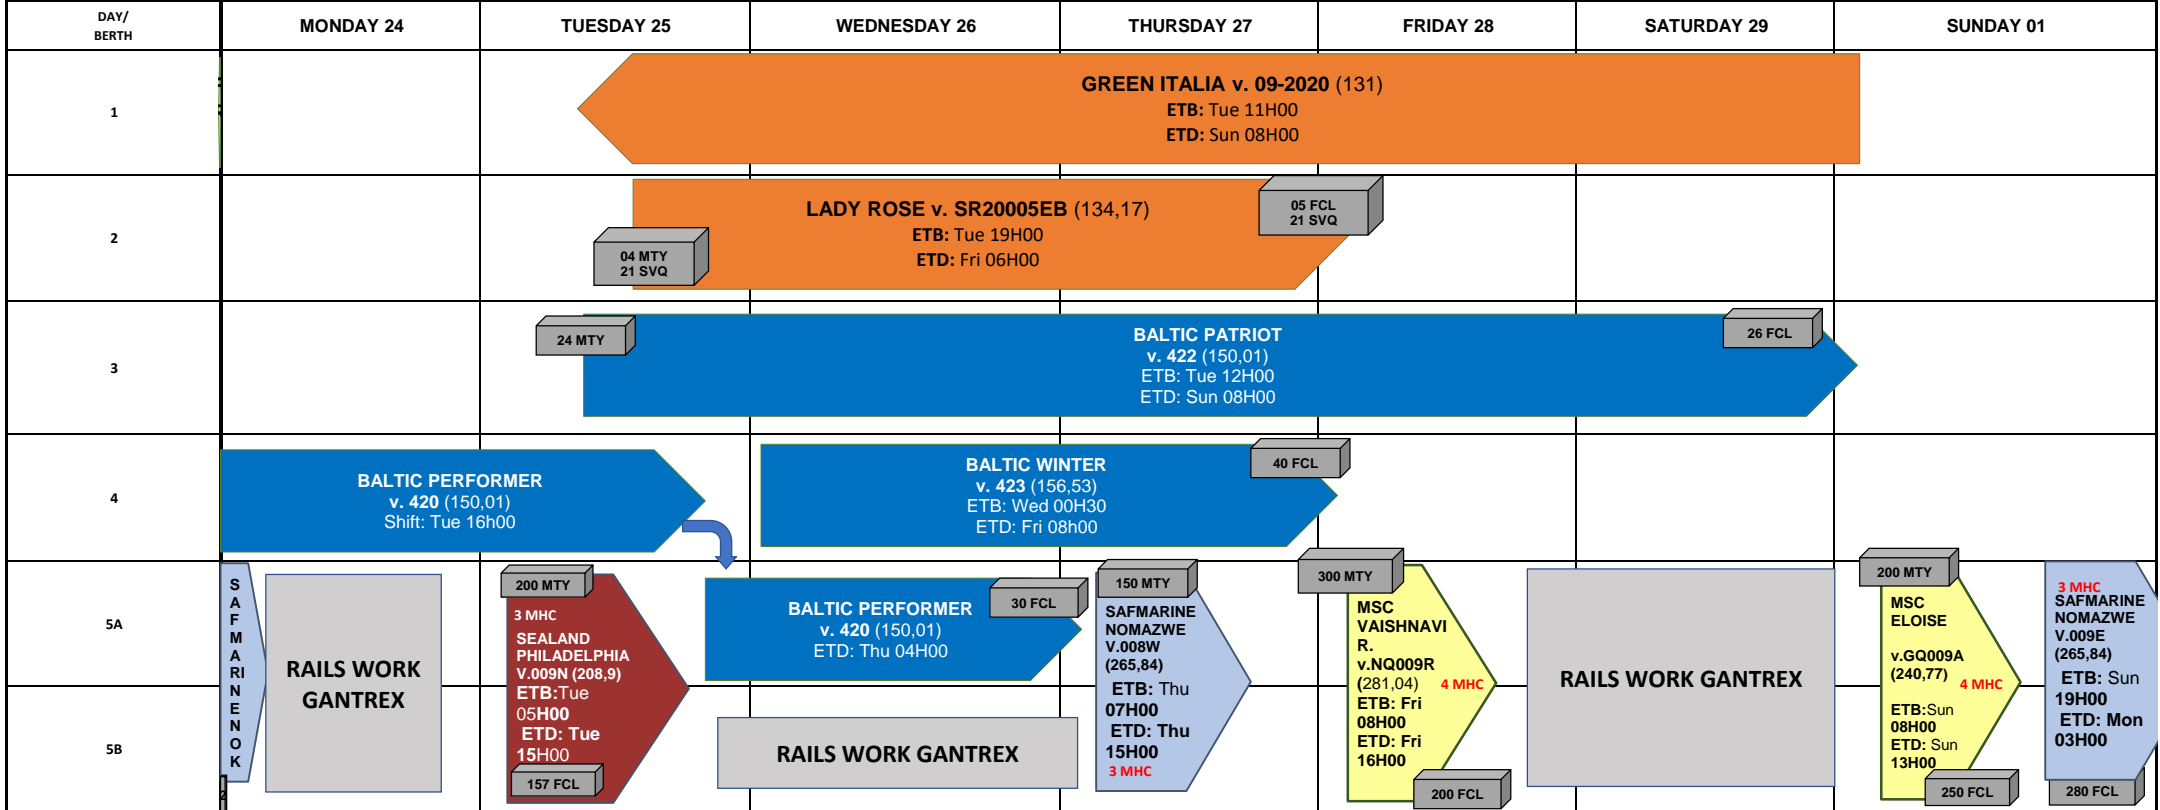 DAY/
BERTH
MONDAY 24
TUESDAY 25
WEDNESDAY 26
THURSDAY 27
FRIDAY 28
SATURDAY 29
SUNDAY 01
1
GREEN ITALIA v. 09-2020 (131)
ETB: Tue 11H00
ETD: Sun 08H00
2
LADY ROSE v. SR20005EB (134,17)
ETB: Tue 19H00
ETD: Fri 06H00
04 MTY
21 SVQ
05 FCL
21 SVQ
3
24 MTY
BALTIC PATRIOT
v. 422 (150,01)
ETB: Tue 12H00
ETD: Sun 08H00
26 FCL
4
BALTIC PERFORMER
v. 420 (150,01)
Shift: Tue 16h00
BALTIC WINTER
v. 423 (156,53)
ETB: Wed 00H30
ETD: Fri 08h00
40 FCL
5A
5B
S
A
F
M
A
RI
N
E
N
O
K
RAILS WORK
GANTREX
200 MTY
3 MHC
SEALAND
PHILADELPHIA
V.009N (208,9)
ETB:Tue
05H00
ETD: Tue
15H00
157 FCL
BALTIC PERFORMER
v. 420 (150,01)
ETD: Thu 04H00
30 FCL
RAILS WORK GANTREX
150 MTY
SAFMARINE
NOMAZWE
V.008W
(265,84)
ETB: Thu
07H00
ETD: Thu
15H00
3 MHC
300 MTY
MSC
VAISHNAVI
R.
v.NQ009R
(281,04)
4 MHC
ETB: Fri
08H00
ETD: Fri
16H00
200 FCL
RAILS WORK GANTREX
200 MTY
MSC
ELOISE
v.GQ009A
(240,77)
4 MHC
ETB:Sun
08H00
ETD: Sun
13H00
250 FCL
3 MHC
SAFMARINE
NOMAZWE
V.009E
(265,84)
ETB: Sun
19H00
ETD: Mon
03H00
280 FCL